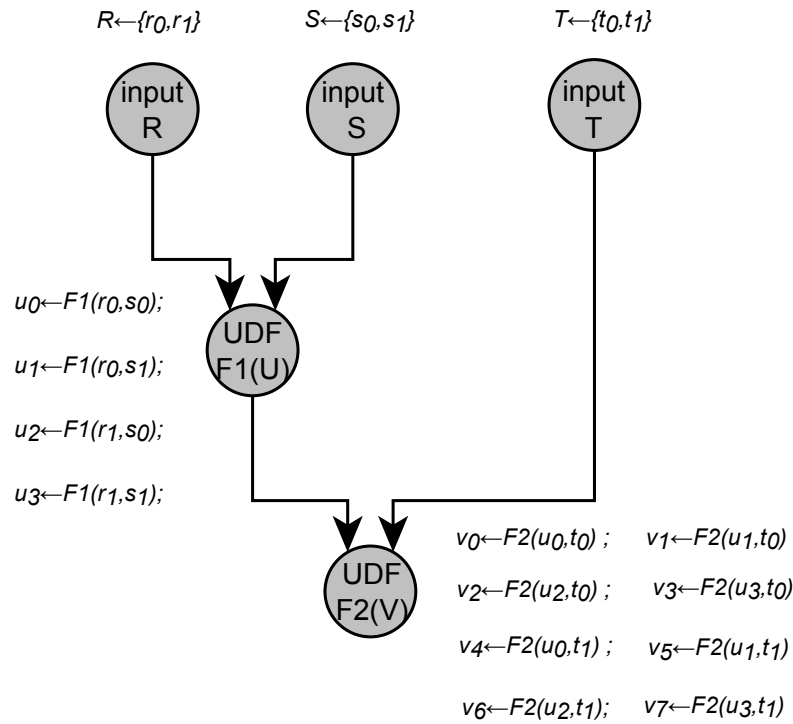 R←{r0,r1} S←{s0,s1} T←{t0,t1}
input
R
input
S
input
T
u0←F1(r0,s0);
u1←F1(r0,s1);
u2←F1(r1,s0);
u3←F1(r1,s1);
UDF
F1(U)
UDF
F2(V)
v0←F2(u0,t0) ; v1←F2(u1,t0)
v2←F2(u2,t0) ; v3←F2(u3,t0)
v4←F2(u0,t1) ; v5←F2(u1,t1)
v6←F2(u2,t1); v7←F2(u3,t1)